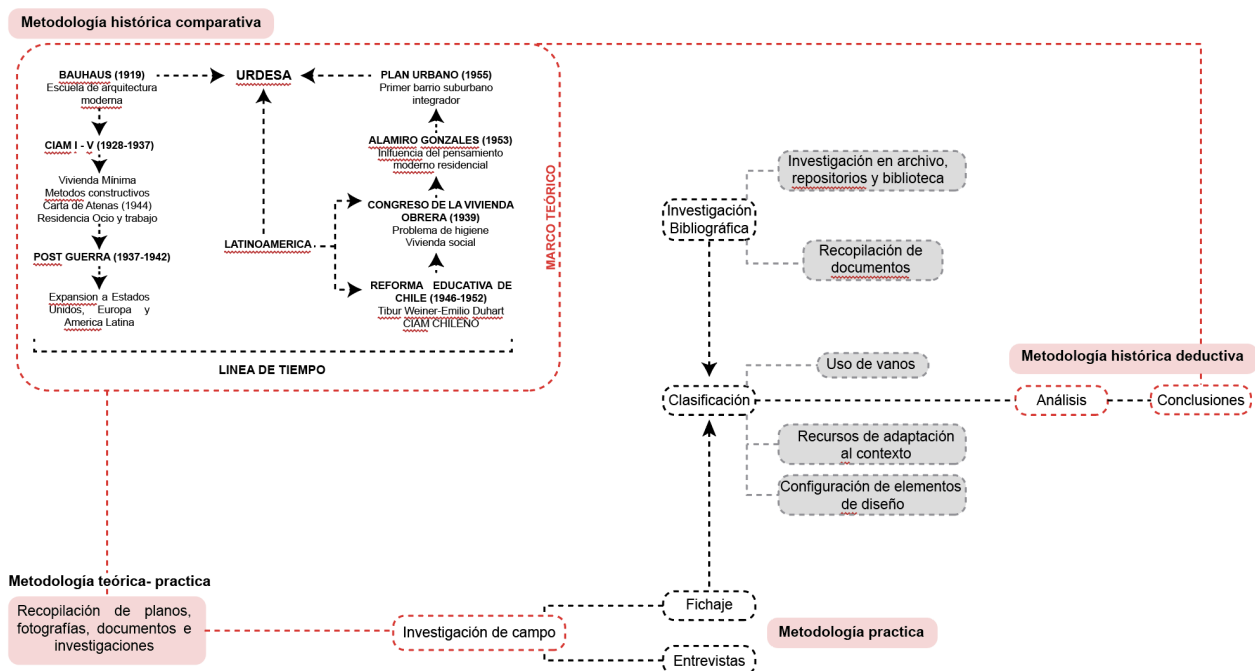 Metodología histórica comparativa
BAUHAUS (1919)
Escuela de arquitectura
moderna
CIAM I - V (1928-1937)
Vivienda Mínima
Metodos constructivos
Carta de Atenas (1944)
Residencia Ocio y trabajo
POST GUERRA (1937-1942)
Expansion a Estados
Unidos, Europa y
America Latina
URDESA
LATINOAMERICA
PLAN URBANO (1955)
Primer barrio suburbano
integrador
ALAMIRO GONZALES (1953)
Influencia del pensamiento
moderno residencial
CONGRESO DE LA VIVIENDA
OBRERA (1939)
Problema de higiene
Vivienda social
REFORMA EDUCATIVA DE
CHILE (1946-1952)
Tibur Weiner-Emilio Duhart
CIAM CHILENO
LINEA DE TIEMPO
MARCO TEÓRICO
Investigación en archivo,
repositorios y biblioteca
Investigación
Bibliográfica
Recopilación de
documentos
Uso de vanos
Clasificación
Recursos de adaptación
al contexto
Configuración de elementos
de diseño
Metodología histórica deductiva
Análisis
Conclusiones
Metodología teórica- practica
Recopilación de planos,
fotografías, documentos e
investigaciones
Investigación de campo
Fichaje
Entrevistas
Metodología practica